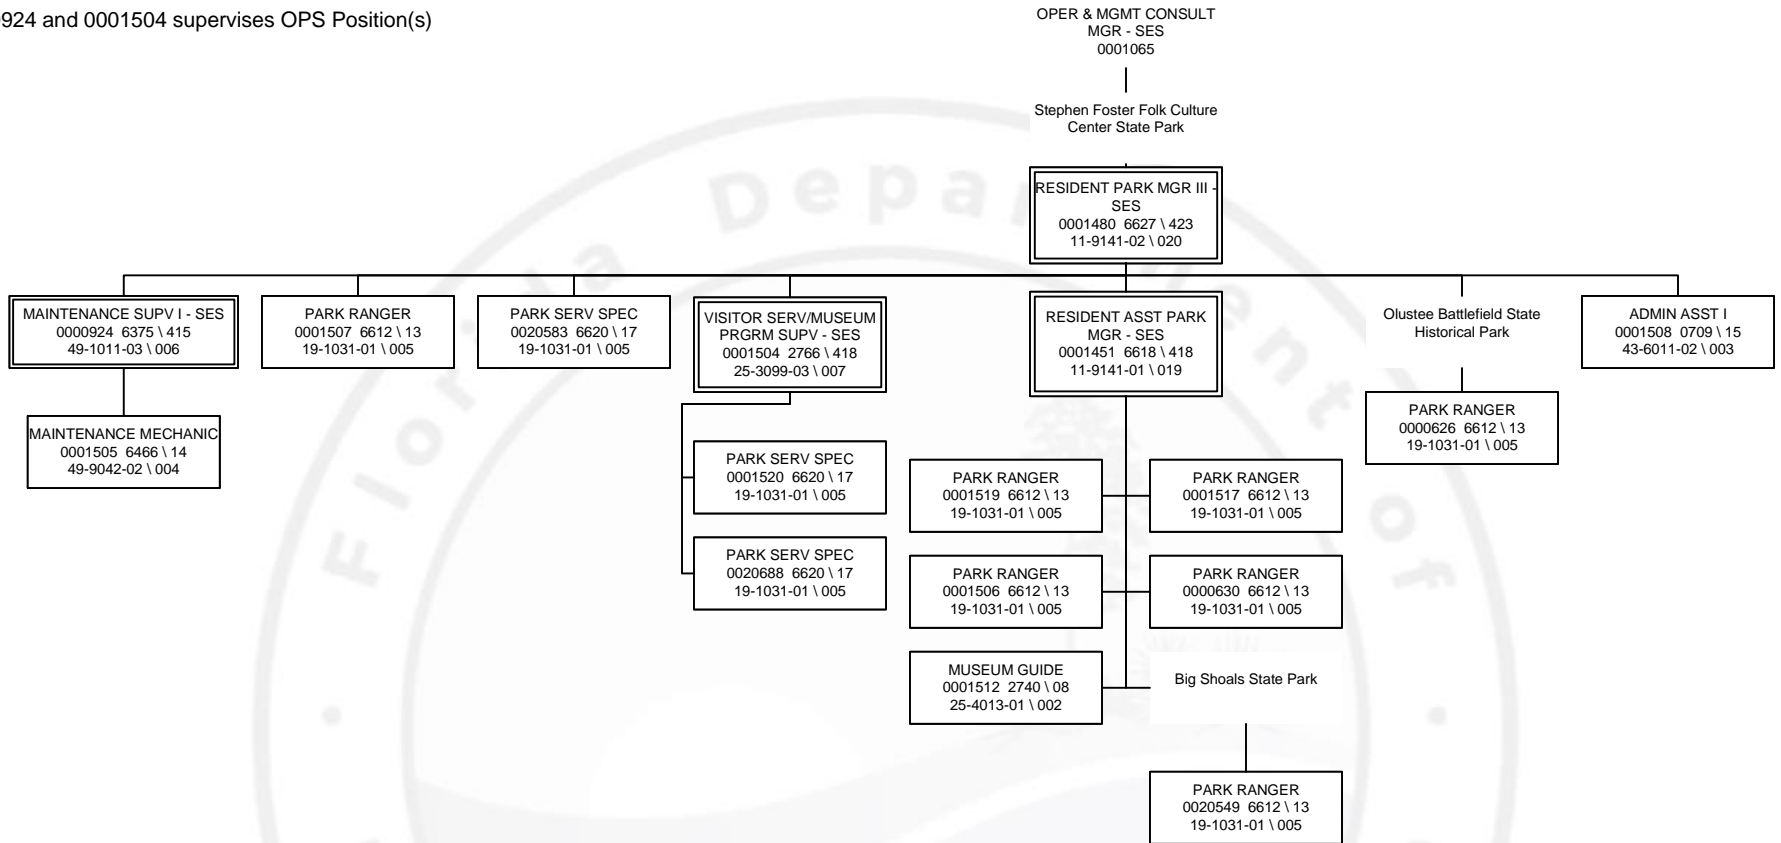 924 and 0001504 supervises OPS Position(s)
OPER & MGMT CONSULT
MGR - SES
0001065
Stephen Foster Folk Culture
Center State Park
RESIDENT PARK MGR III -
SES
0001480 6627 \ 423
11-9141-02 \ 020
MAINTENANCE SUPV I - SES
0000924 6375 \ 415
49-1011-03 \ 006
PARK RANGER
0001507 6612 \ 13
19-1031-01 \ 005
PARK SERV SPEC
0020583 6620 \ 17
19-1031-01 \ 005
VISITOR SERV/MUSEUM
PRGRM SUPV - SES
0001504 2766 \ 418
25-3099-03 \ 007
RESIDENT ASST PARK
MGR - SES
0001451 6618 \ 418
11-9141-01 \ 019
Olustee Battlefield State
Historical Park
ADMIN ASST I
0001508 0709 \ 15
43-6011-02 \ 003
MAINTENANCE MECHANIC
0001505 6466 \ 14
49-9042-02 \ 004
PARK RANGER
0000626 6612 \ 13
19-1031-01 \ 005
PARK SERV SPEC
0001520 6620 \ 17
19-1031-01 \ 005
PARK SERV SPEC
0020688 6620 \ 17
19-1031-01 \ 005
PARK RANGER
0001519 6612 \ 13
19-1031-01 \ 005
PARK RANGER
0001517 6612 \ 13
19-1031-01 \ 005
PARK RANGER
0001506 6612 \ 13
19-1031-01 \ 005
PARK RANGER
0000630 6612 \ 13
19-1031-01 \ 005
MUSEUM GUIDE
0001512 2740 \ 08
25-4013-01 \ 002
Big Shoals State Park
PARK RANGER
0020549 6612 \ 13
19-1031-01 \ 005
Florida Depar ent of